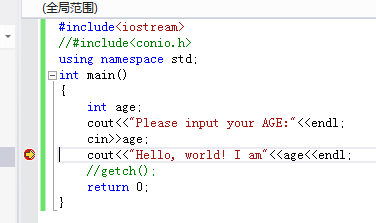 (全局范围)
#include<iostream>
//#include<conio.h>
using namespace std;
int main()
{
int age;
cout<<"Please input your AGE:"<<endl;
cin>>age;
cout<<"Hello, world! I am"<<age<<endl;
//getch();
return 0;
}